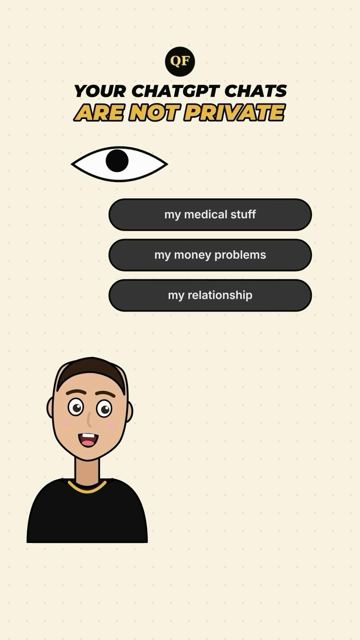 QF
YOUR CHATGPT CHATS
ARE NOT PRIVATE
my medical stuff
my money problems
my relationship